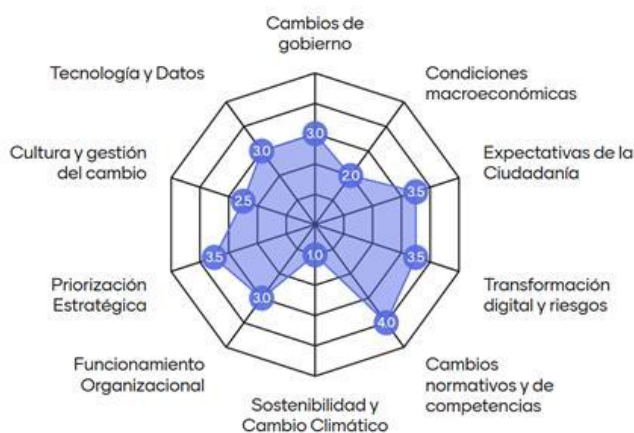 Cambios de
gobierno
Condiciones
macroeconómicas
Expectativas de la
Ciudadanía
Transformación
digital y riesgos
Cambios
normativos y de
competencias
Sostenibilidad y
Cambio Climático
Funcionamiento
Organizacional
Priorización
Estratégica
Cultura y gestión
del cambio
Tecnología y Datos
3.0
2.0
3.5
3.5
4.0
1.0
3.0
3.5
2.5
3.0